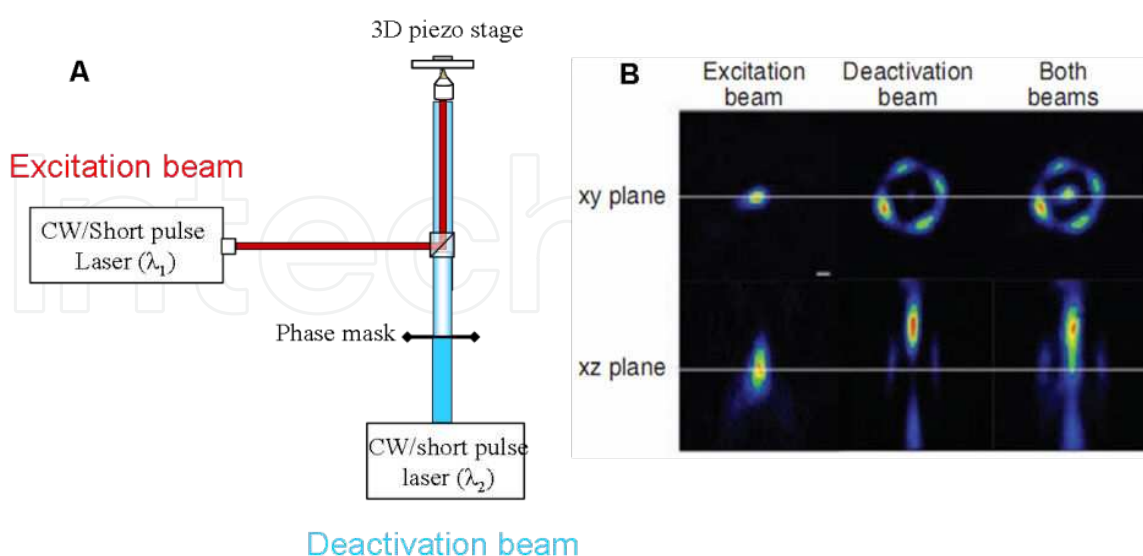 3D piezo stage
A
Excitation beam
CW/Short pulse
Laser (λ₁)
Phase mask
CW/short pulse
laser (λ₂)
Deactivation beam
B
Excitation
beam
Deactivation
beam
Both
beams
xy plane
xz plane
Intech